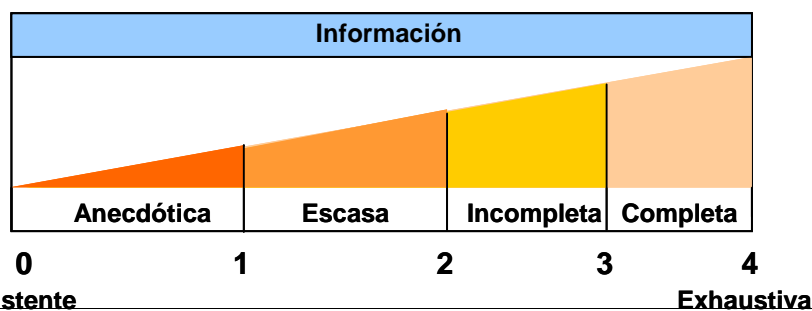 Información
Anecdótica Escasa Incompleta Completa
0 1 2 3 4
stente Exhaustiva